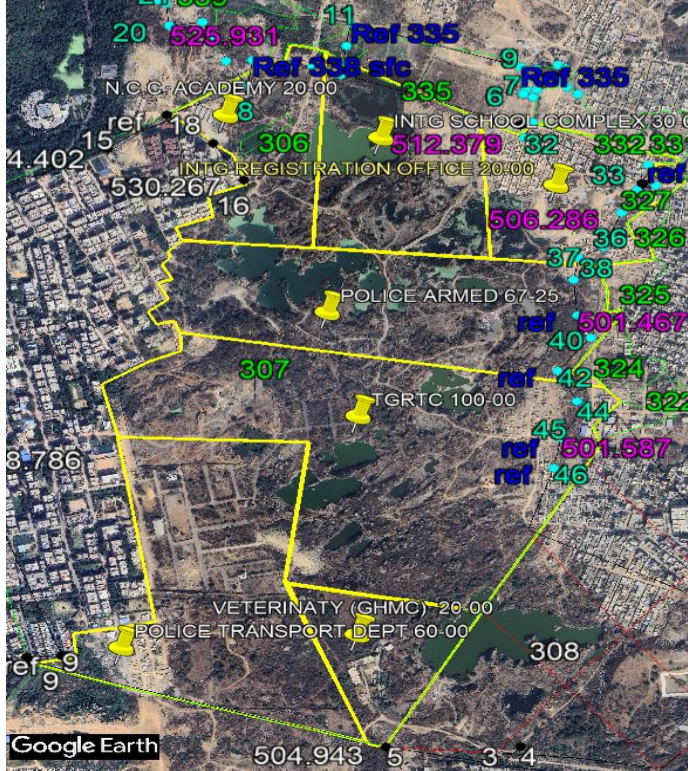 11
Ref 335
20
525.931
9
Ref 338 sfc
7
Ref 335
6
N.C.C. ACADEMY 20-00
335
8
ref
18
INTG SCHOOL COMPLEX 30-0
15
306
512.379
32
332
4.402
INTG REGISTRATION OFFICE 20-00
33
ref
530.267
327
16
506.286
36
326
37
38
POLICE ARMED 67-25
325
ref
501.467
40
307
324
ref
42
TGRTC 100-00
322
44
45
8.786
ref
501.587
ref
46
VETERINATY (GHMC) 20-00
POLICE TRANSPORT DEPT 60-00
308
ref
9
9
Google Earth
504.943
5
3
4